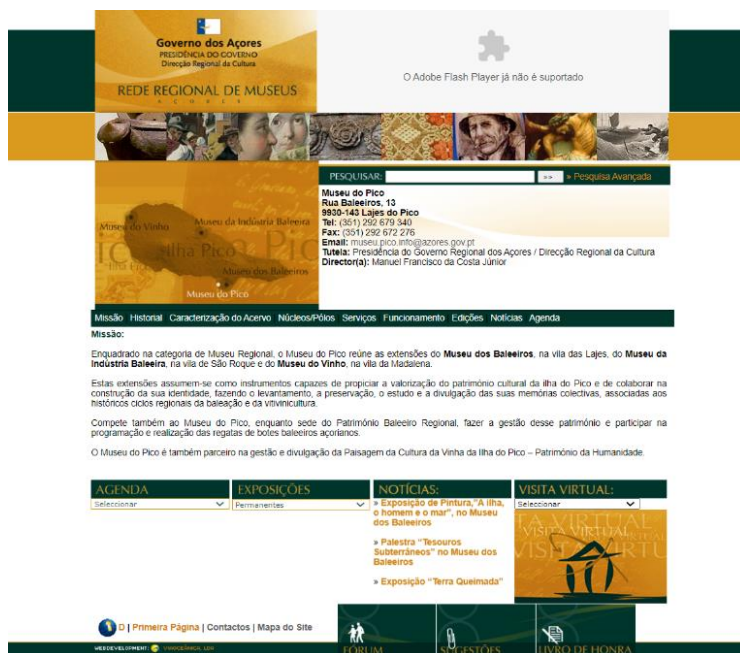 Governo dos Açores
PRESIDÊNCIA DO GOVERNO
Direcção Regional da Cultura
REDE REGIONAL DE MUSEUS
A Ç O R E S
O Adobe Flash Player já não é suportado
PESQUISAR: >> » Pesquisa Avançada
Museu do Pico
Rua Baleeiros, 13
9930-143 Lajes do Pico
Tel: (351) 292 679 340
Fax: (351) 292 672 276
Email: museu.pico.info@azores.gov.pt
Tutela: Presidência do Governo Regional dos Açores / Direcção Regional da Cultura
Director(a): Manuel Francisco da Costa Júnior
Museu do Vinho
Museu da Indústria Baleeira
Ilha Pico
Museu dos Baleeiros
Museu do Pico
Missão Historial Caracterização do Acervo Núcleos/Pólos Serviços Funcionamento Edições Notícias Agenda
Missão:
Enquadrado na categoria de Museu Regional, o Museu do Pico reúne as extensões do Museu dos Baleeiros, na vila das Lajes, do Museu da
Indústria Baleeira, na vila de São Roque e do Museu do Vinho, na vila da Madalena.
Estas extensões assumem-se como instrumentos capazes de propiciar a valorização do património cultural da ilha do Pico e de colaborar na
construção da sua identidade, fazendo o levantamento, a preservação, o estudo e a divulgação das suas memórias colectivas, associadas aos
históricos ciclos regionais da baleação e da vitivinicultura.
Compete também ao Museu do Pico, enquanto sede do Património Baleeiro Regional, fazer a gestão desse património e participar na
programação e realização das regatas de botes baleeiros açorianos.
O Museu do Pico é também parceiro na gestão e divulgação da Paisagem da Cultura da Vinha da Ilha do Pico – Património da Humanidade.
AGENDA
Seleccionar
EXPOSIÇÕES
Permanentes
NOTÍCIAS:
» Exposição de Pintura,"A ilha,
o homem e o mar", no Museu
dos Baleeiros
» Palestra "Tesouros
Subterrâneos" no Museu dos
Baleeiros
» Exposição "Terra Queimada"
VISITA VIRTUAL:
Seleccionar
VISITA VIRTUAL
D | Primeira Página | Contactos | Mapa do Site
FÓRUM
SUGESTÕES
LIVRO DE HONRA
WEBDEVELOPMENT: